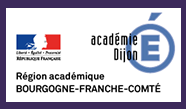 académie
Dijon
Liberté • Égalité • Fraternité
RÉPUBLIQUE FRANÇAISE
Région académique
BOURGOGNE-FRANCHE-COMTÉ